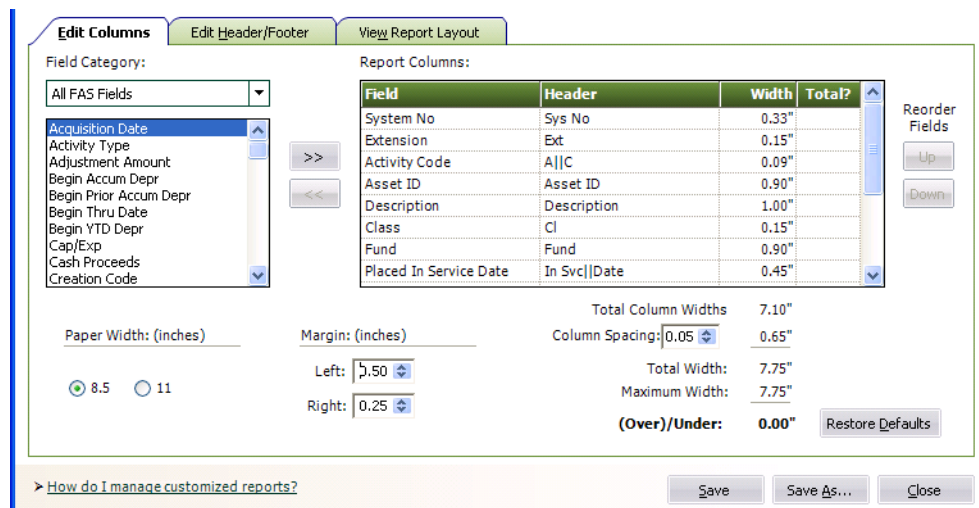 Edit Columns Edit Header/Footer View Report Layout
Field Category: Report Columns:
All FAS Fields
Field Header Width Total?
System No Sys No 0.33"
Extension Ext 0.15"
Activity Code A||C 0.09"
Asset ID Asset ID 0.90"
Description Description 1.00"
Class Cl 0.15"
Fund Fund 0.90"
Placed In Service Date In Svc||Date 0.45"
Acquisition Date
Activity Type
Adjustment Amount
Begin Accum Depr
Begin Prior Accum Depr
Begin Thru Date
Begin YTD Depr
Cap/Exp
Cash Proceeds
Creation Code
>>
<<
Reorder
Fields
Up
Down
Paper Width: (inches)
8.5 11
Margin: (inches)
Left: 0.50
Right: 0.25
Total Column Widths 7.10"
Column Spacing: 0.05 0.65"
Total Width: 7.75"
Maximum Width: 7.75"
(Over)/Under: 0.00"
Restore Defaults
➤ How do I manage customized reports?
Save Save As... Close